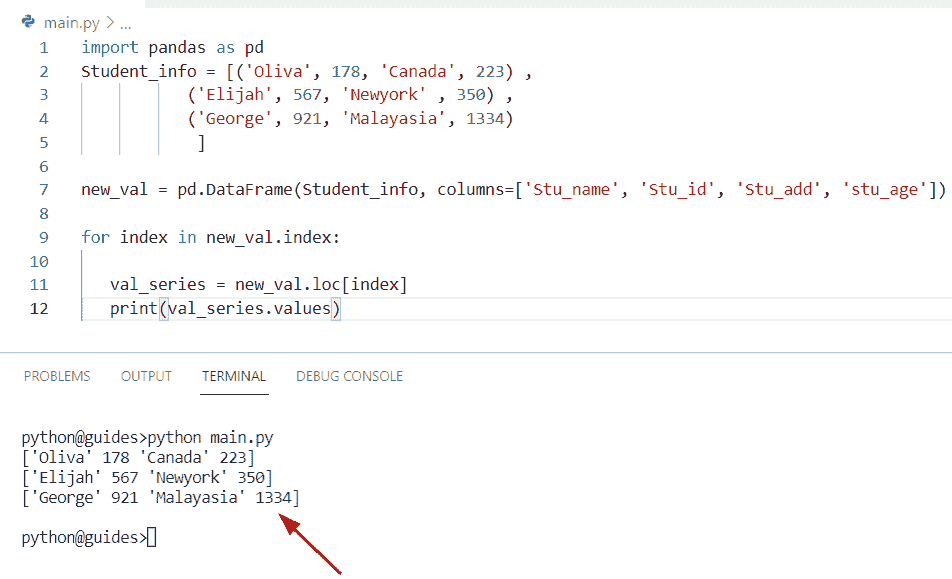 main.py > ...
1 import pandas as pd
2 Student_info = [('Oliva', 178, 'Canada', 223) ,
3 ('Elijah', 567, 'Newyork' , 350) ,
4 ('George', 921, 'Malayasia', 1334)
5 ]
6
7 new_val = pd.DataFrame(Student_info, columns=['Stu_name', 'Stu_id', 'Stu_add', 'stu_age'])
8
9 for index in new_val.index:
10
11 val_series = new_val.loc[index]
12 print(val_series.values)
PROBLEMS OUTPUT TERMINAL DEBUG CONSOLE
python@guides>python main.py
['Oliva' 178 'Canada' 223]
['Elijah' 567 'Newyork' 350]
['George' 921 'Malayasia' 1334]
python@guides>